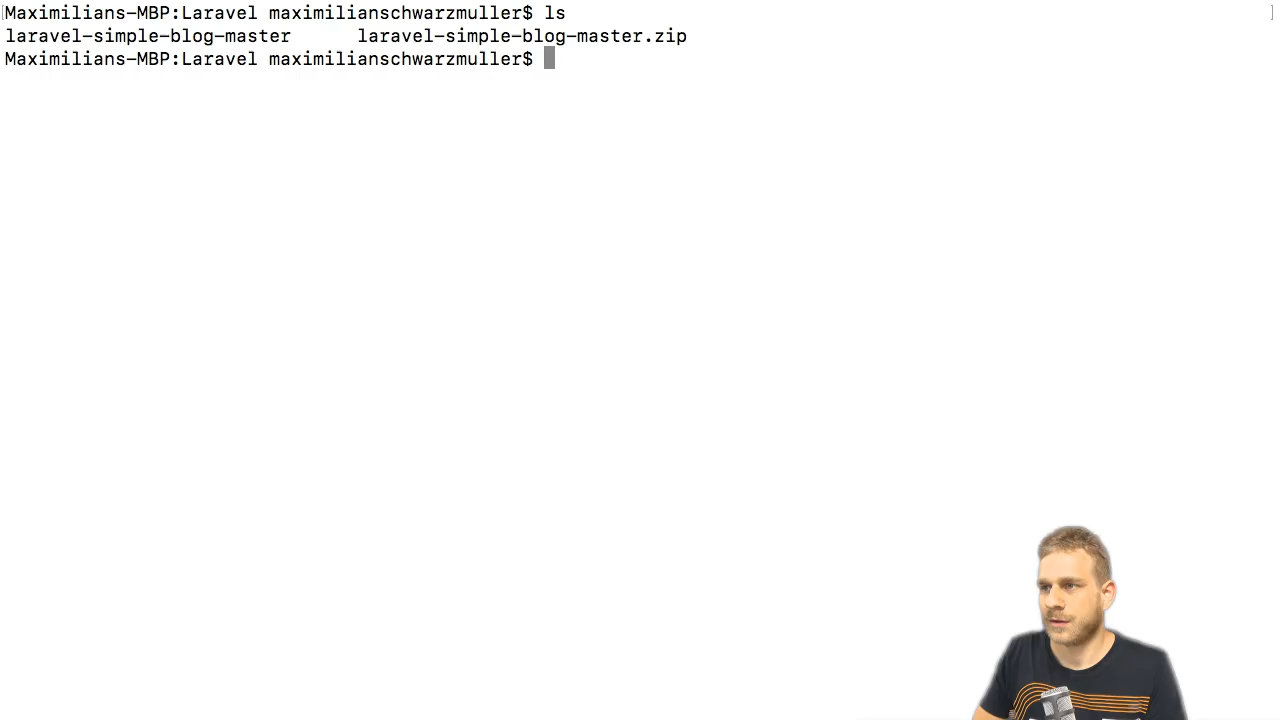 Maximilians-MBP:Laravel maximilianschwarzmuller$ ls
laravel-simple-blog-master laravel-simple-blog-master.zip
Maximilians-MBP:Laravel maximilianschwarzmuller$